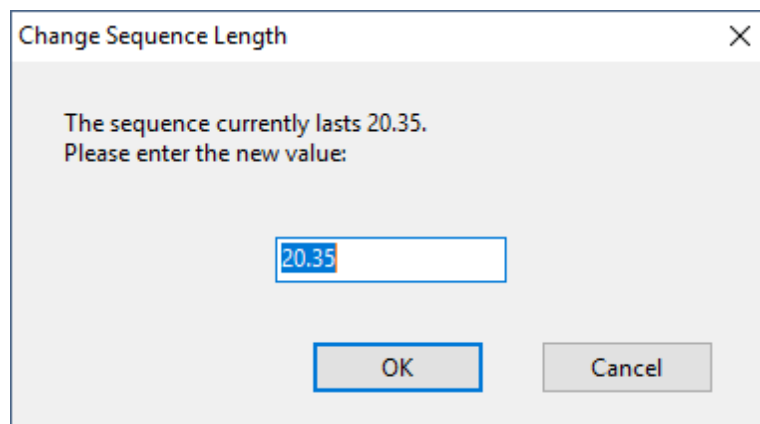 Change Sequence Length
The sequence currently lasts 20.35.
Please enter the new value:
20.35
OK
Cancel